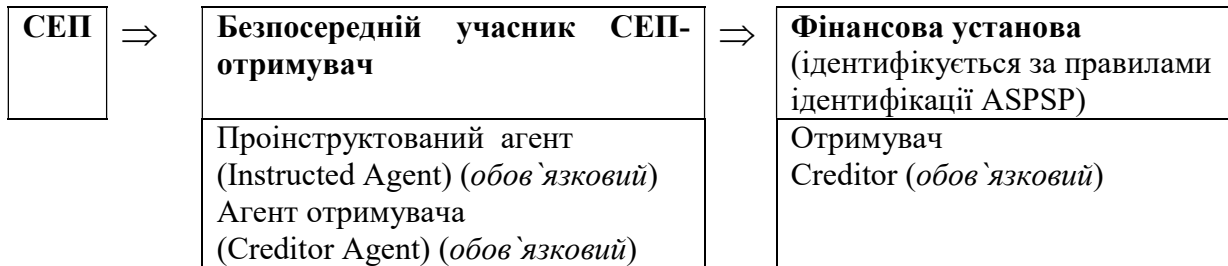 СЕП ⇒ Безпосередній учасник СЕП- ⇒ Фінансова установа
отримувач (ідентифікується за правилами
ідентифікації ASPSP)
Проінструктований агент Отримувач
(Instructed Agent) (обов`язковий) Creditor (обов`язковий)
Агент отримувача
(Creditor Agent) (обов`язковий)